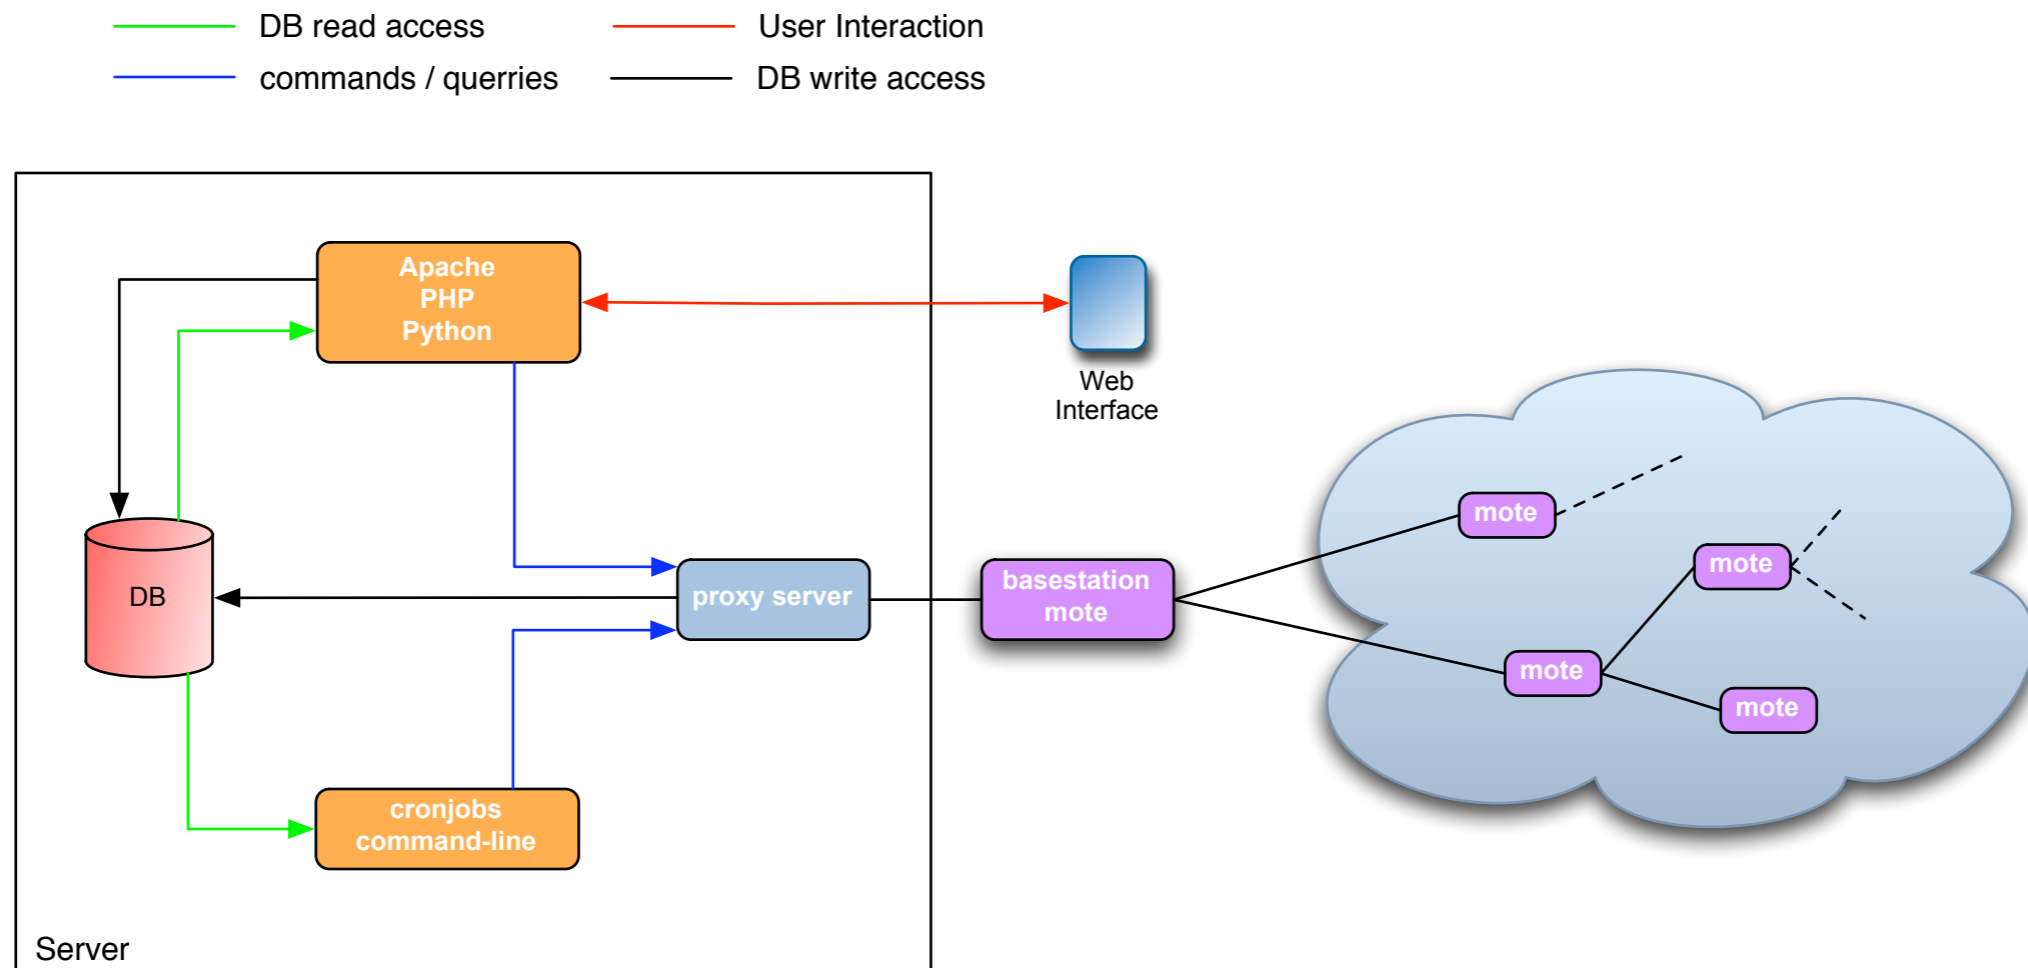 DB read access
User Interaction
commands / querries
DB write access
Apache
PHP
Python
Web
Interface
mote
mote
basestation
mote
DB
proxy server
mote
mote
cronjobs
command-line
Server